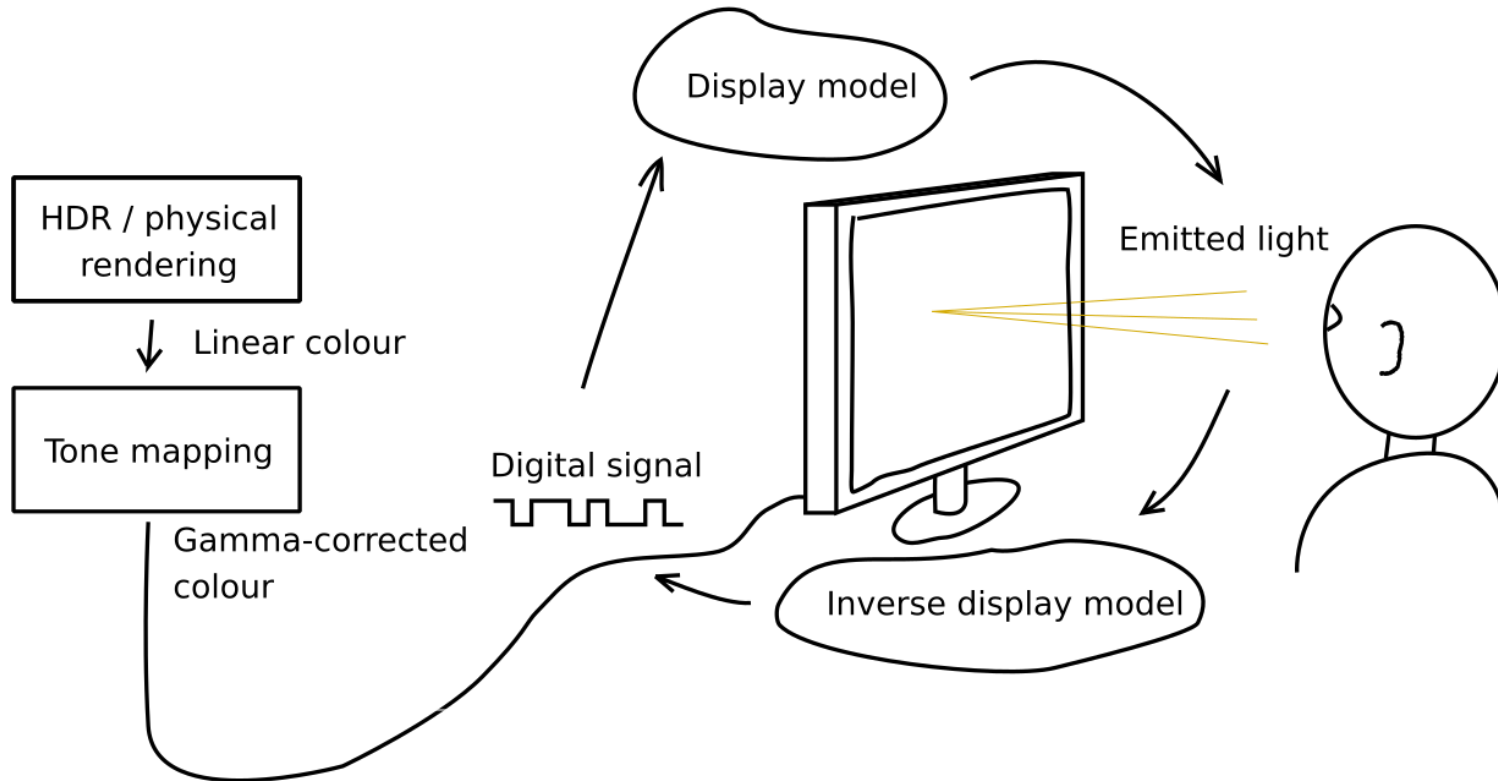 Display model
HDR / physical
rendering
Emitted light
Linear colour
Tone mapping
Digital signal
Gamma-corrected
colour
Inverse display model